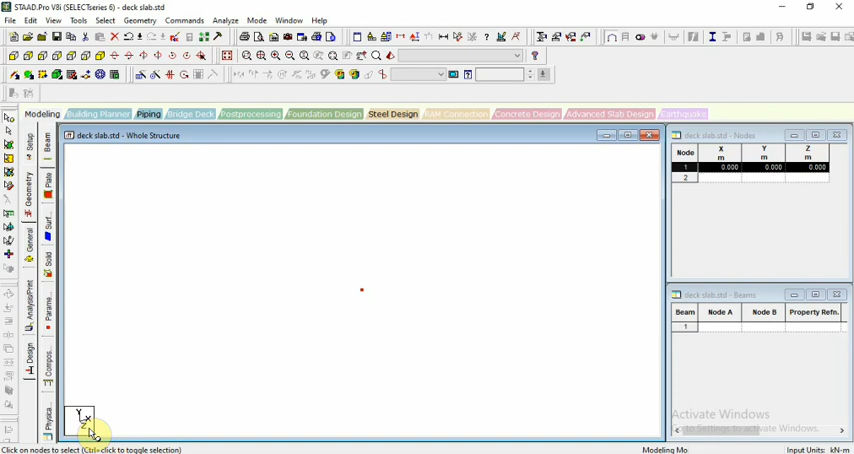 STAAD.Pro V8i (SELECTseries 6) - deck slab.std
File Edit View Tools Select Geometry Commands Analyze Mode Window Help
Modeling Building Planner Piping Bridge Deck Postprocessing Foundation Design Steel Design RAM Connection Concrete Design Advanced Slab Design Earthquake
deck slab.std - Whole Structure
deck slab.std - Nodes
Node X m Y m Z m
1 0.000 0.000 0.000
2
Setup
Geometry
General
Analysis/Print
Design
Beam
Plate
Surf...
Solid
Parame...
Compos...
Physica...
deck slab.std - Beams
Beam Node A Node B Property Refn.
1
Y
X
Z
Activate Windows
Go to Settings to activate Windows.
Click on nodes to select (Ctrl+click to toggle selection) Modeling Mo Input Units: kN-m